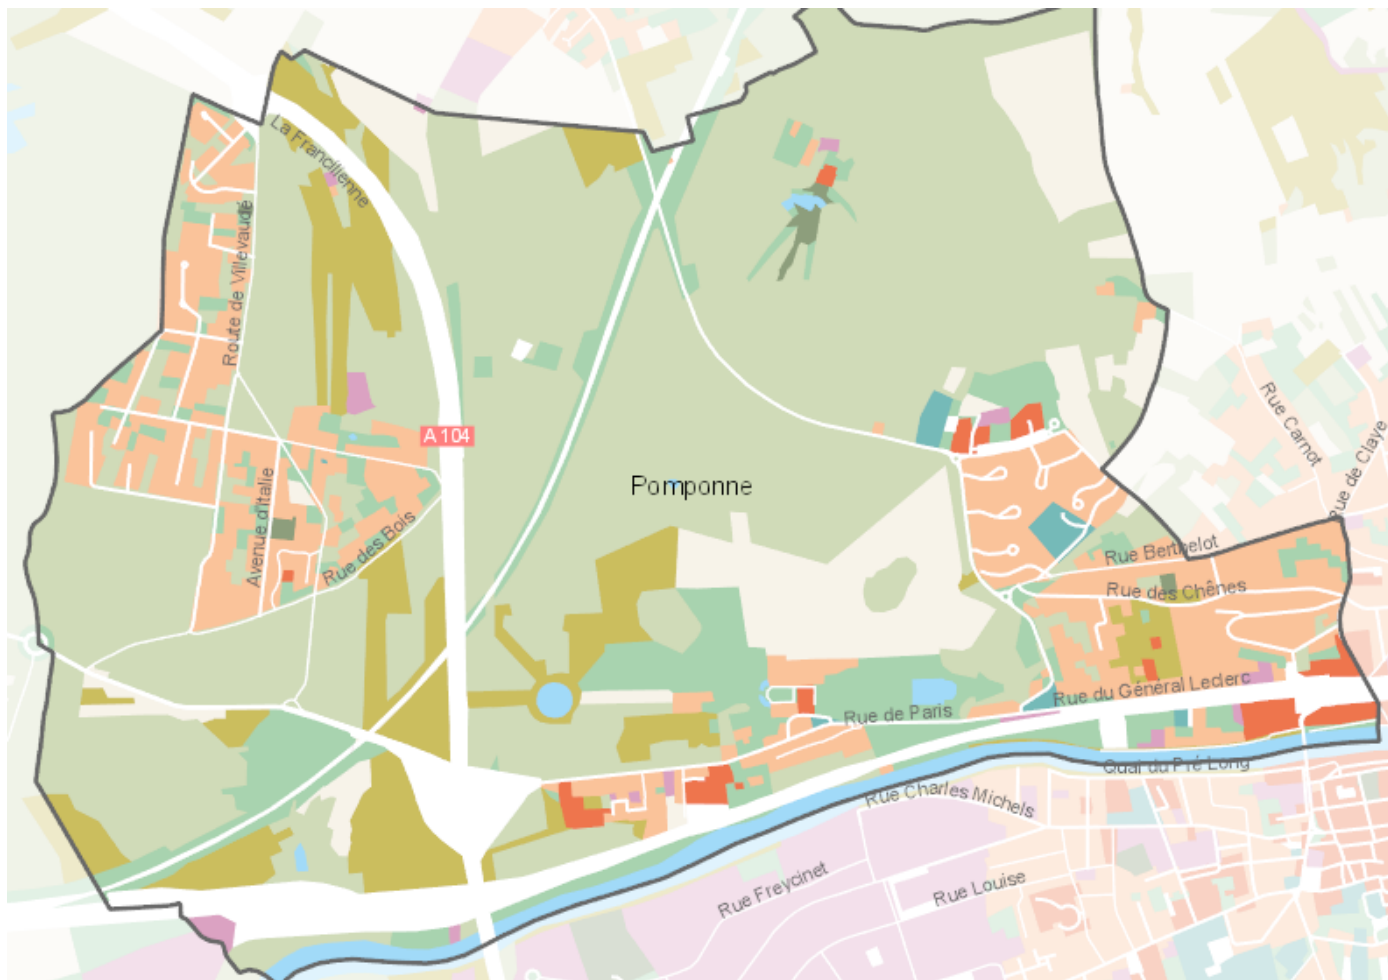 La Francilienne
Route de Villevaudé
A 104
Rue Carnot
Rue de Claye
Pomponne
Avenue d'Italie
Rue des Bois
Rue Berthelot
Rue des Chênes
Rue du Général Leclerc
Rue de Paris
Quai du Pré Long
Rue Charles Michels
Rue Freycinet
Rue Louise